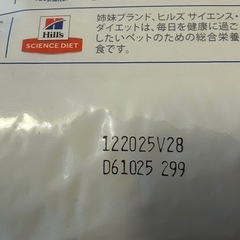 Hill's
SCIENCE DIET
姉妹ブランド、ヒルズ サイエンス・
ダイエットは、毎日を健康に過ご
したいペットのための総合栄養
食です。
122025V28
D61025 299